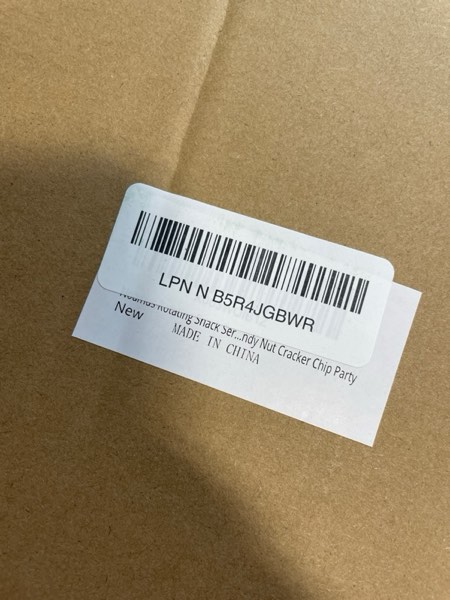 LPN N B5R4JGBWR
Rotating Snack Ser...ndy Nut Cracker Chip Party
New
MADE IN CHINA